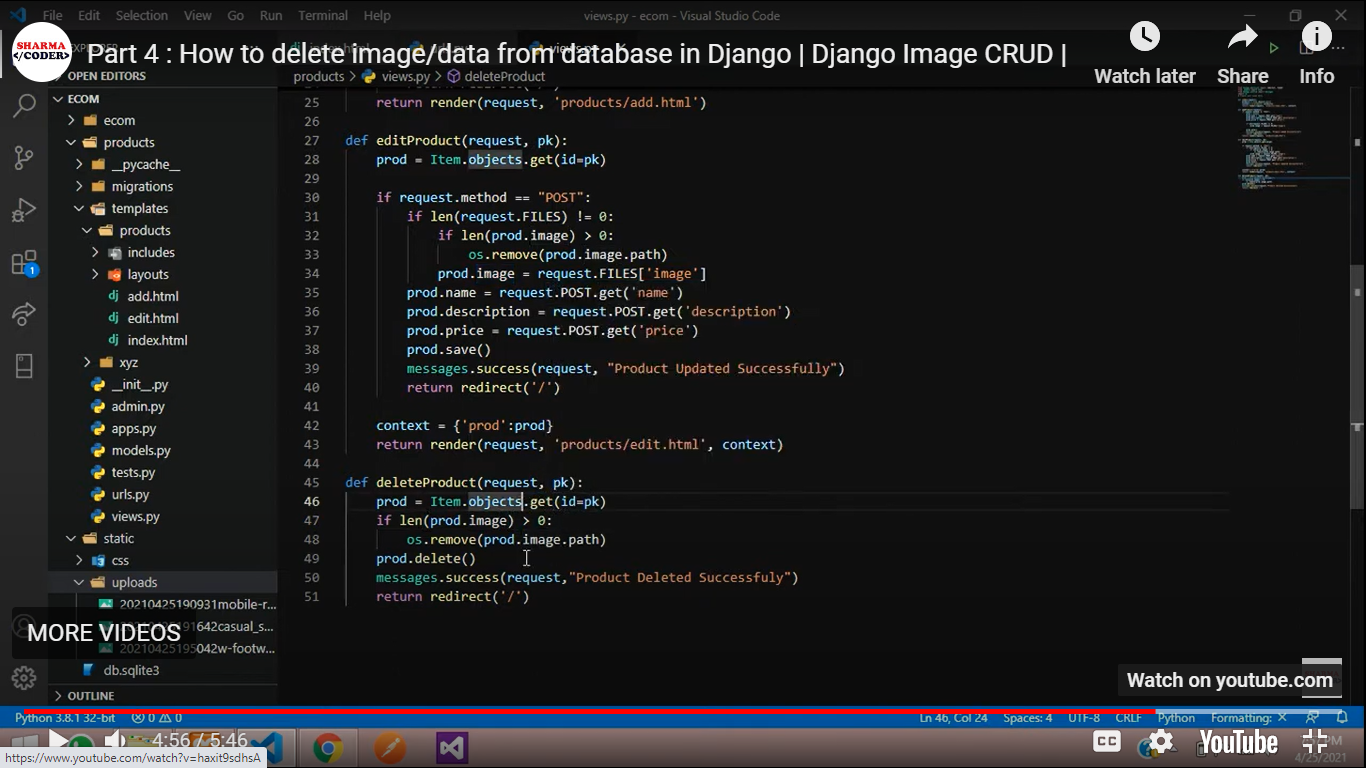 File Edit Selection View Go Run Terminal Help views.py - ecom - Visual Studio Code
SHARMA
</CODER>
Part 4 : How to delete image/data from database in Django | Django Image CRUD |
Watch later Share Info
OPEN EDITORS
products > views.py > deleteProduct
ECOM
ecom
products
__pycache__
migrations
templates
products
includes
layouts
add.html
edit.html
index.html
xyz
__init__.py
admin.py
apps.py
models.py
tests.py
urls.py
views.py
static
css
uploads
20210425190931mobile-r...
642casual_s...
20210425195042w-footw...
db.sqlite3
OUTLINE
1
25 return render(request, 'products/add.html')
26
27 def editProduct(request, pk):
28 prod = Item.objects.get(id=pk)
29
30 if request.method == "POST":
31 if len(request.FILES) != 0:
32 if len(prod.image) > 0:
33 os.remove(prod.image.path)
34 prod.image = request.FILES['image']
35 prod.name = request.POST.get('name')
36 prod.description = request.POST.get('description')
37 prod.price = request.POST.get('price')
38 prod.save()
39 messages.success(request, "Product Updated Successfully")
40 return redirect('/')
41
42 context = {'prod':prod}
43 return render(request, 'products/edit.html', context)
44
45 def deleteProduct(request, pk):
46 prod = Item.objects.get(id=pk)
47 if len(prod.image) > 0:
48 os.remove(prod.image.path)
49 prod.delete()
50 messages.success(request,"Product Deleted Successfuly")
51 return redirect('/')
MORE VIDEOS
Watch on youtube.com
Python 3.8.1 32-bit 0 0 Ln 46, Col 24 Spaces: 4 UTF-8 CRLF Python Formatting: ×
4:56 / 5:46 CC YouTube
4/25/2021
https://www.youtube.com/watch?v=haxit9sdhsA